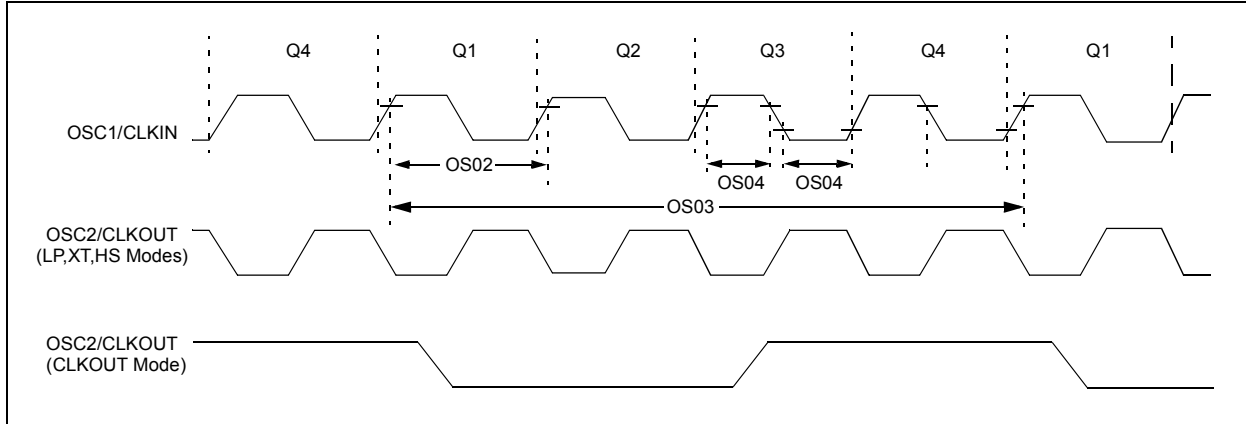 Q4 Q1 Q2 Q3 Q4 Q1
OSC1/CLKIN
OS02
OS04 OS04
OS03
OSC2/CLKOUT
(LP,XT,HS Modes)
OSC2/CLKOUT
(CLKOUT Mode)